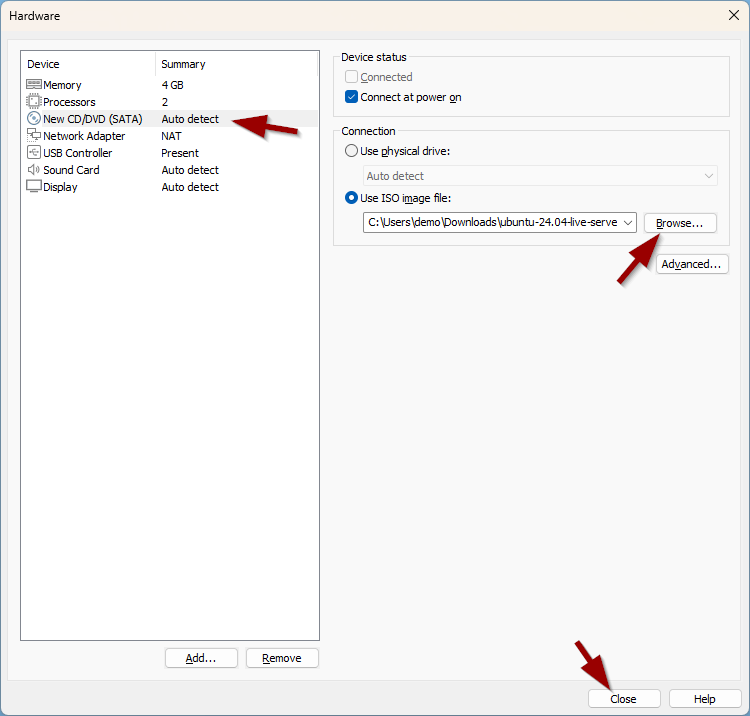 Hardware
Device Summary
Memory 4 GB
Processors 2
New CD/DVD (SATA) Auto detect
Network Adapter NAT
USB Controller Present
Sound Card Auto detect
Display Auto detect
Add... Remove
Device status
Connected
Connect at power on
Connection
Use physical drive:
Auto detect
Use ISO image file:
C:\Users\demo\Downloads\ubuntu-24.04-live-serve Browse...
Advanced...
Close Help